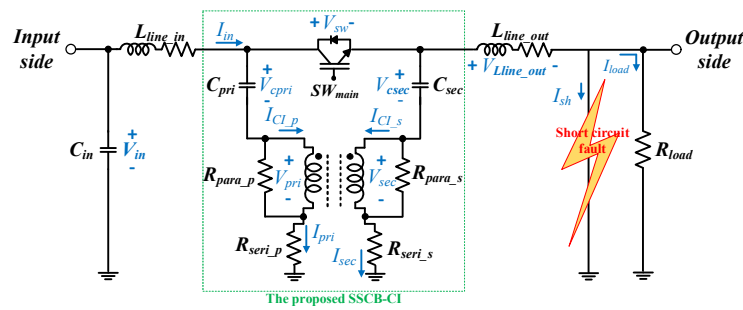 Input side
L_line_in
I_in
+ V_sw -
L_line_out
Output side
+ V_Lline_out -
I_load
C_pri
+ V_cpri -
SW_main
+ V_csec -
C_sec
I_sh
I_CI_p
I_CI_s
Short circuit fault
C_in
+ V_in -
R_para_p
+ V_pri -
+ V_sec -
R_para_s
R_load
R_seri_p
I_pri
I_sec
R_seri_s
The proposed SSCB-CI